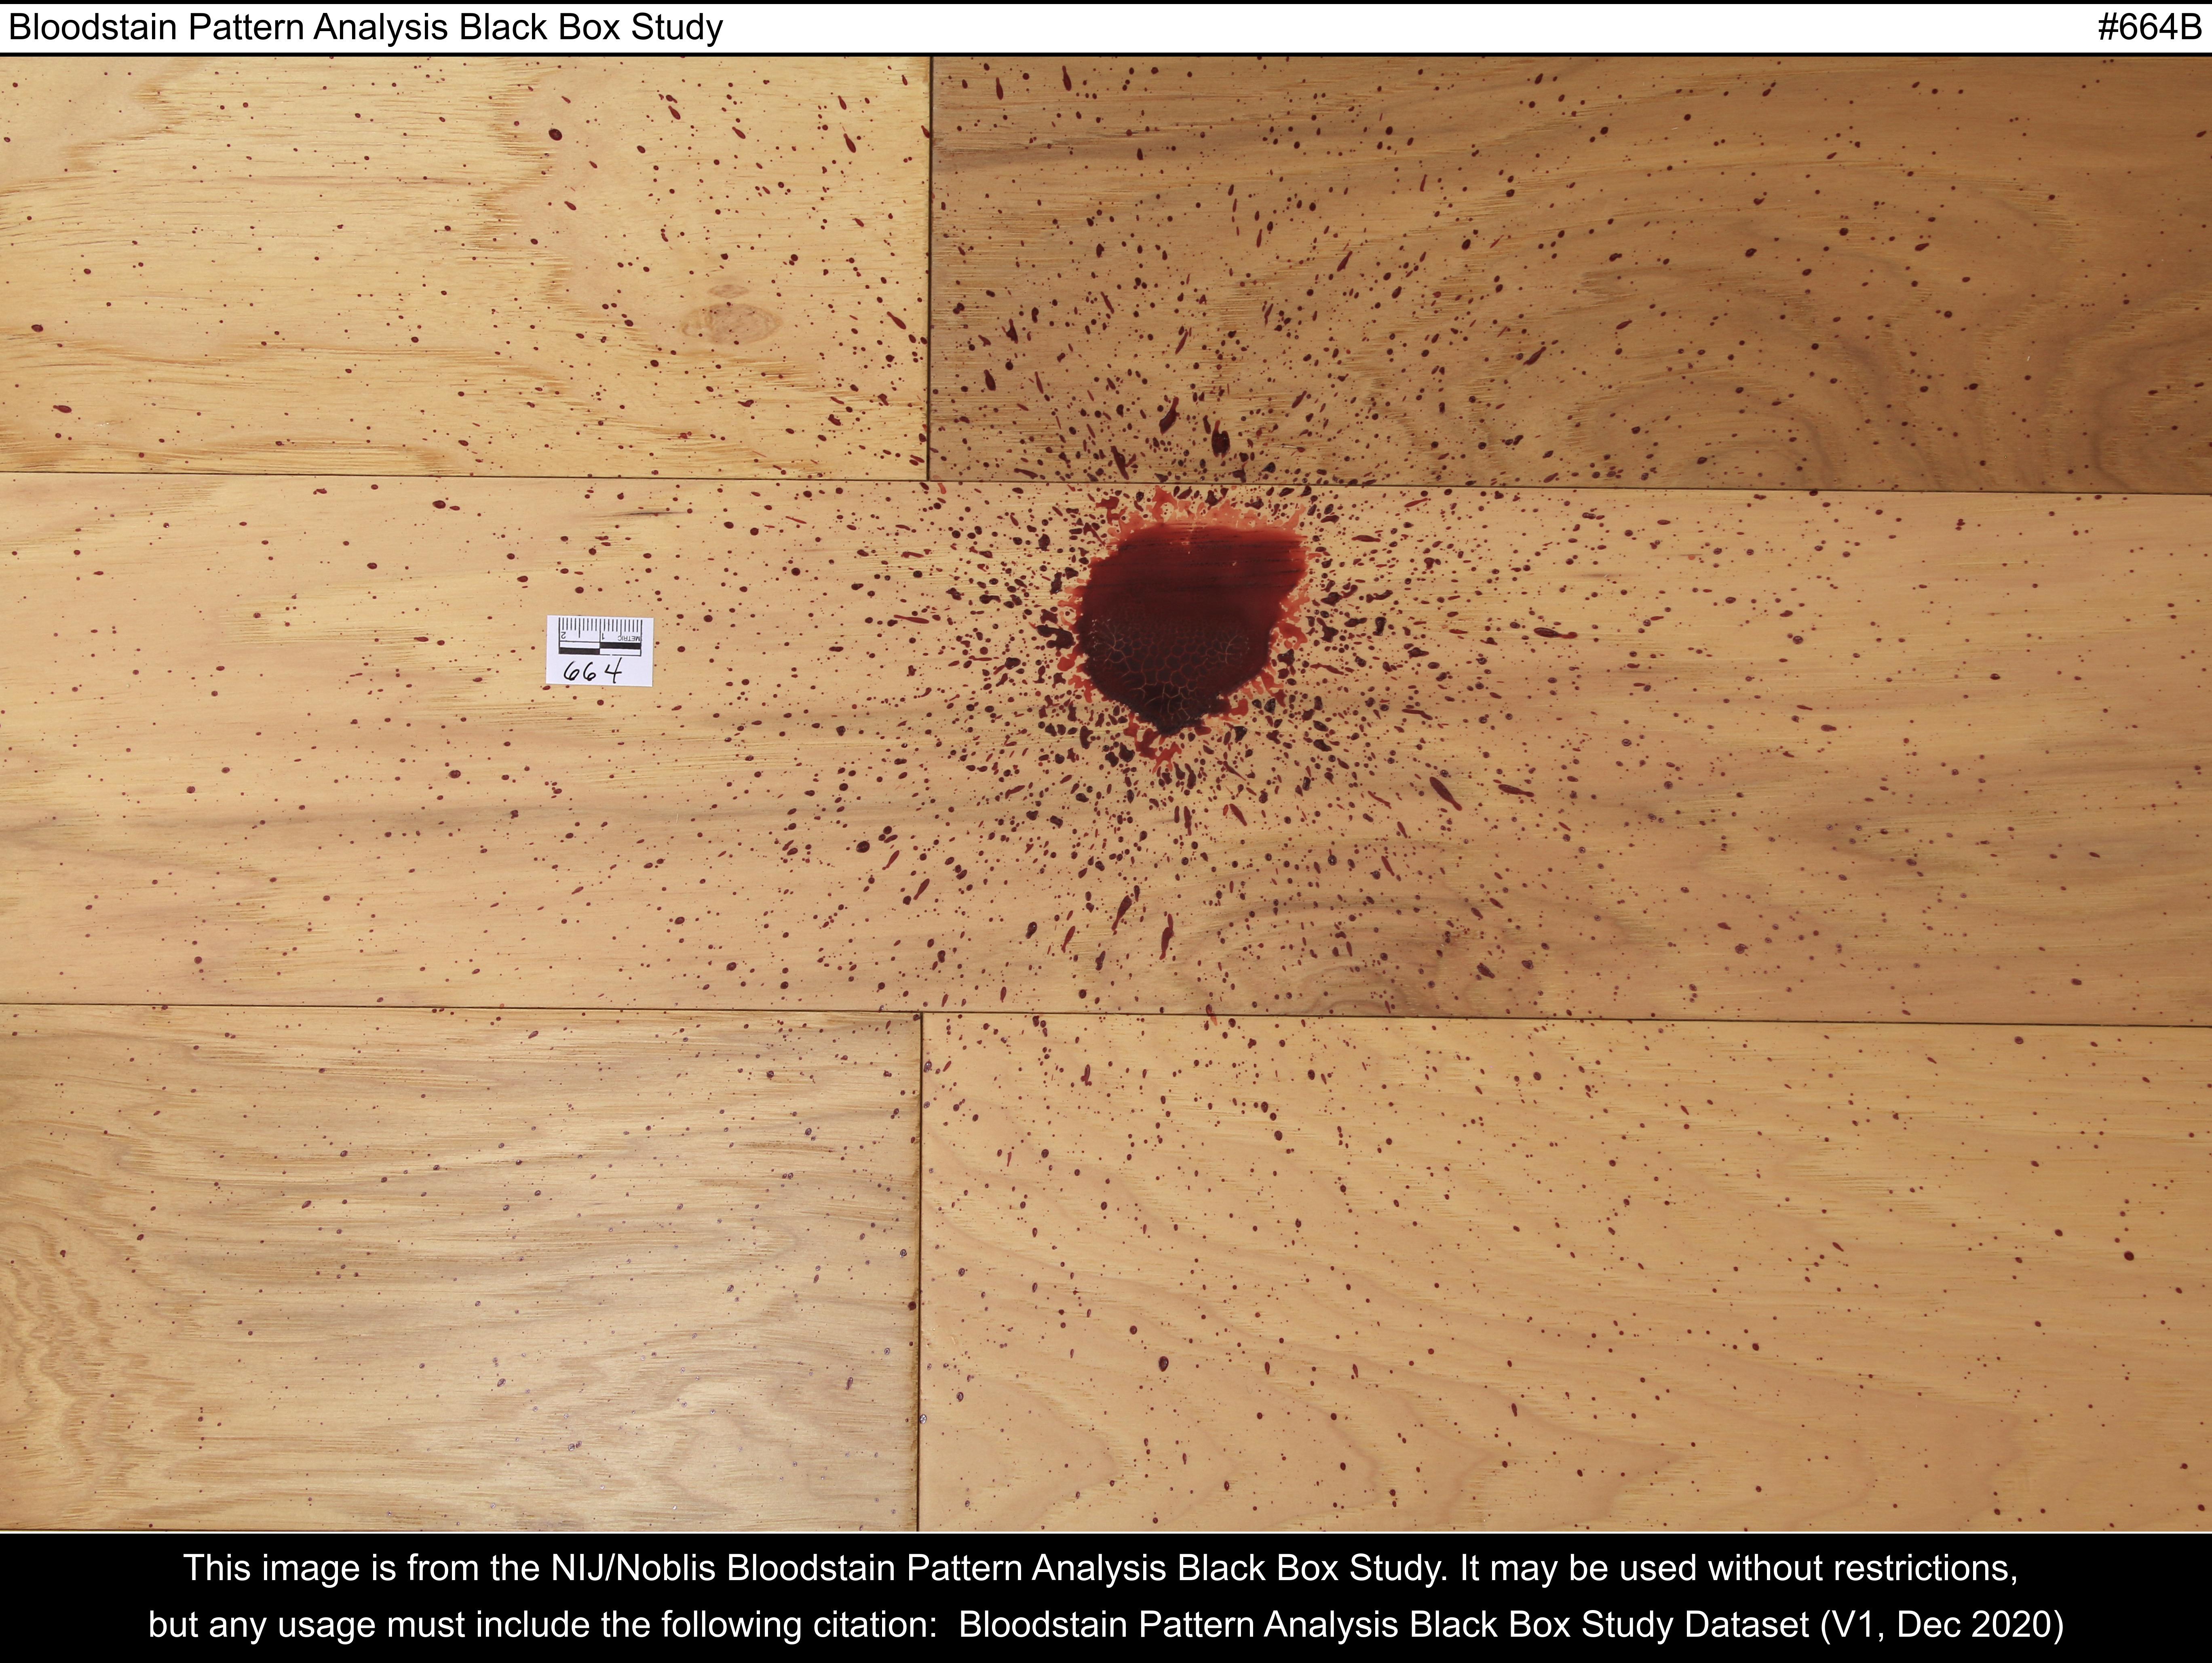 Bloodstain Pattern Analysis Black Box Study #664B
2 1 METRIC
664
This image is from the NIJ/Noblis Bloodstain Pattern Analysis Black Box Study. It may be used without restrictions,
but any usage must include the following citation: Bloodstain Pattern Analysis Black Box Study Dataset (V1, Dec 2020)